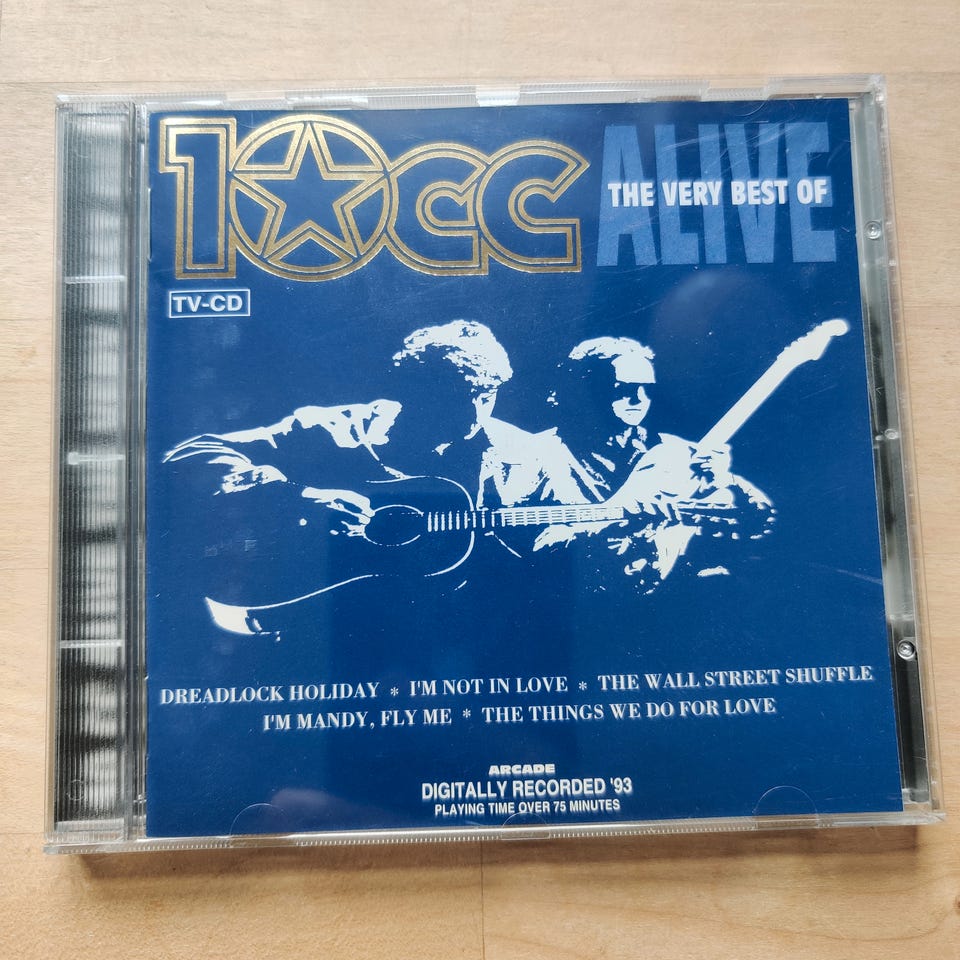 10cc
ALIVE
THE VERY BEST OF
TV-CD
DREADLOCK HOLIDAY * I'M NOT IN LOVE * THE WALL STREET SHUFFLE
I'M MANDY, FLY ME * THE THINGS WE DO FOR LOVE
ARCADE
DIGITALLY RECORDED '93
PLAYING TIME OVER 75 MINUTES